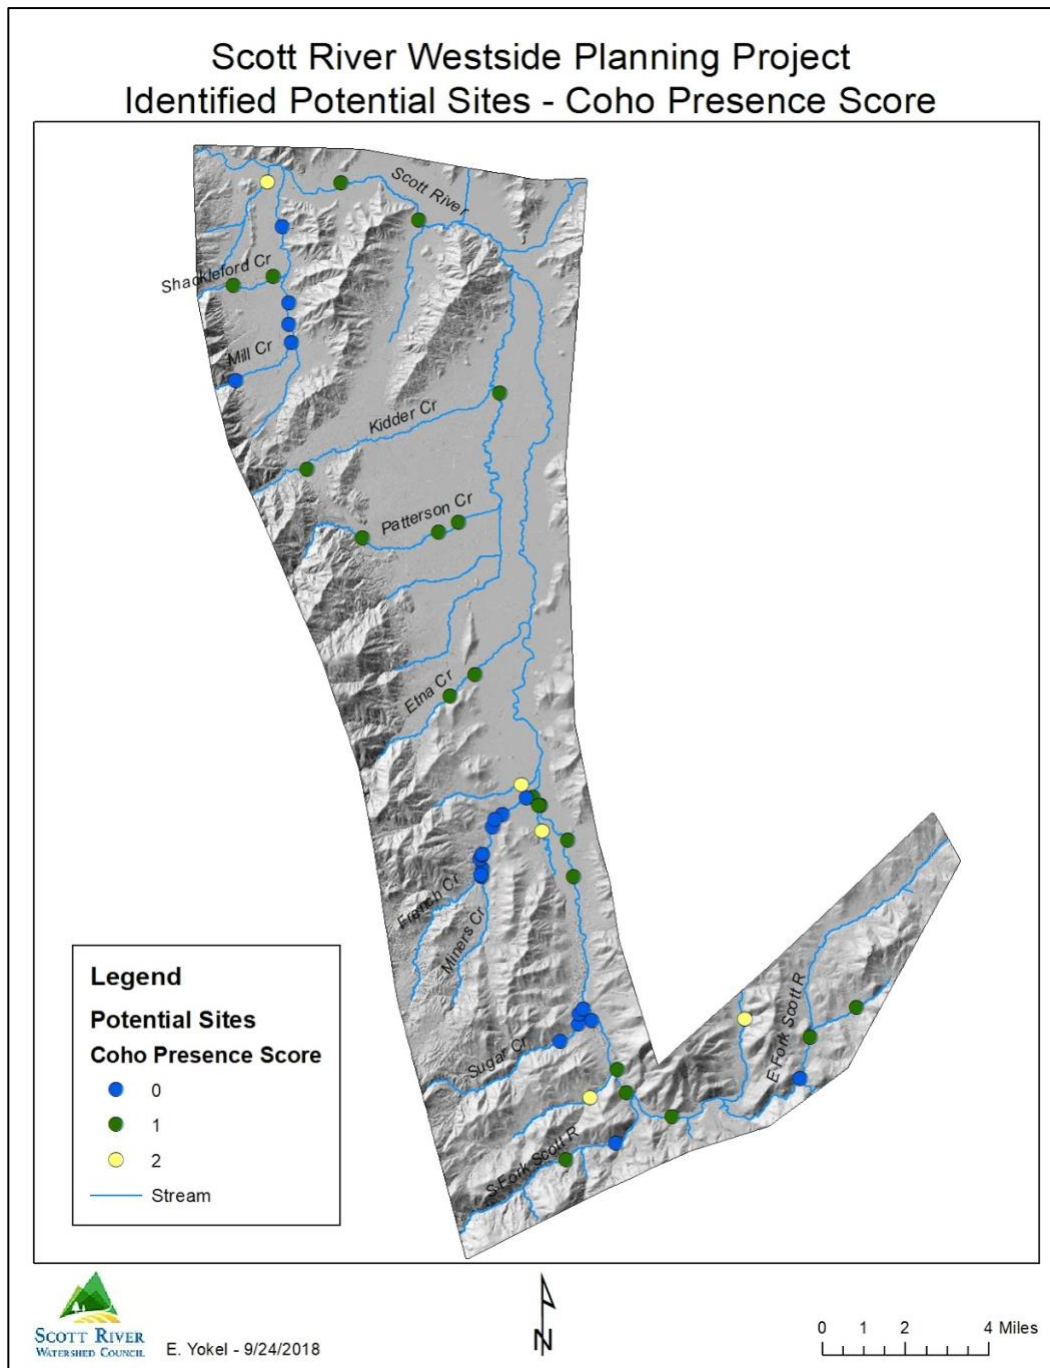 Scott River Westside Planning Project
Identified Potential Sites - Coho Presence Score
Scott River
Shackleford Cr
Mill Cr
Kidder Cr
Patterson Cr
Etna Cr
French Cr
Miners Cr
Sugar Cr
E Fork Scott R
S Fork Scott R
Legend
Potential Sites
Coho Presence Score
0
1
2
Stream
SCOTT RIVER
WATERSHED COUNCIL
E. Yokel - 9/24/2018
N
0 1 2 4 Miles